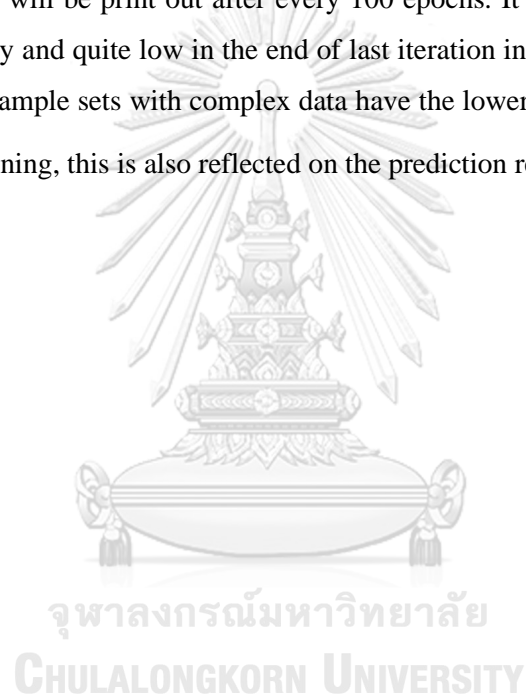 will be print out after every 100 epochs. It
y and quite low in the end of last iteration in
ample sets with complex data have the lower
ning, this is also reflected on the prediction r
จุฬาลงกรณ์มหาวิทยาลัย
CHULALONGKORN UNIVERSITY